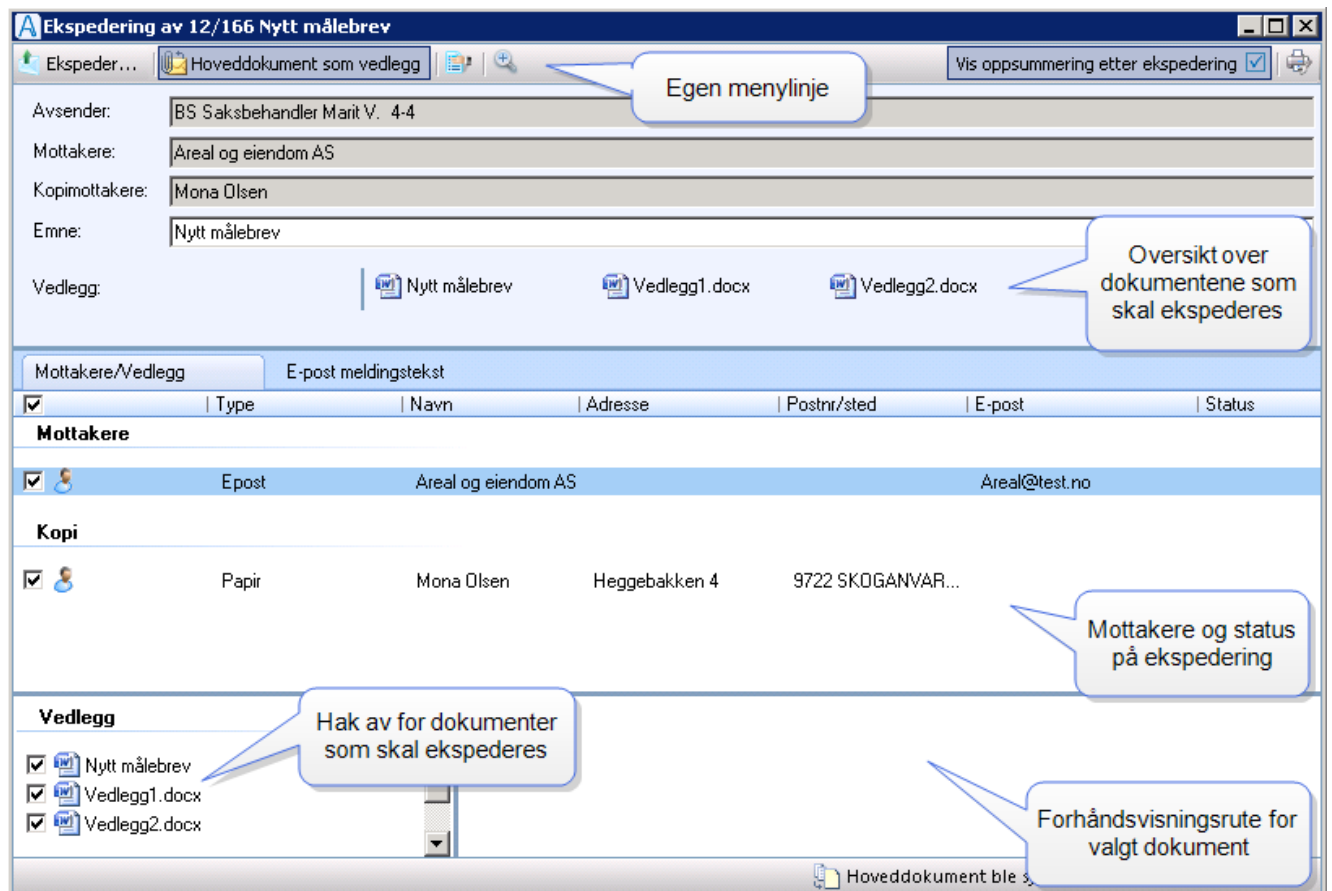 Ekspedering av 12/166 Nytt målebrev
Ekspeder... Hoveddokument som vedlegg Vis oppsummering etter ekspedering
Egen menylinje
Avsender: BS Saksbehandler Marit V. 4-4
Mottakere: Areal og eiendom AS
Kopimottakere: Mona Olsen
Emne: Nytt målebrev
Vedlegg: Nytt målebrev Vedlegg1.docx Vedlegg2.docx
Oversikt over
dokumentene som
skal ekspederes
Mottakere/Vedlegg E-post meldingstekst
Type Navn Adresse Postnr/sted E-post Status
Mottakere
Epost Areal og eiendom AS Areal@test.no
Kopi
Papir Mona Olsen Heggebakken 4 9722 SKOGANVAR...
Mottakere og status
på ekspedering
Vedlegg
Hak av for dokumenter
som skal ekspederes
Nytt målebrev
Vedlegg1.docx
Vedlegg2.docx
Forhåndsvisningsrute for
valgt dokument
Hoveddokument ble